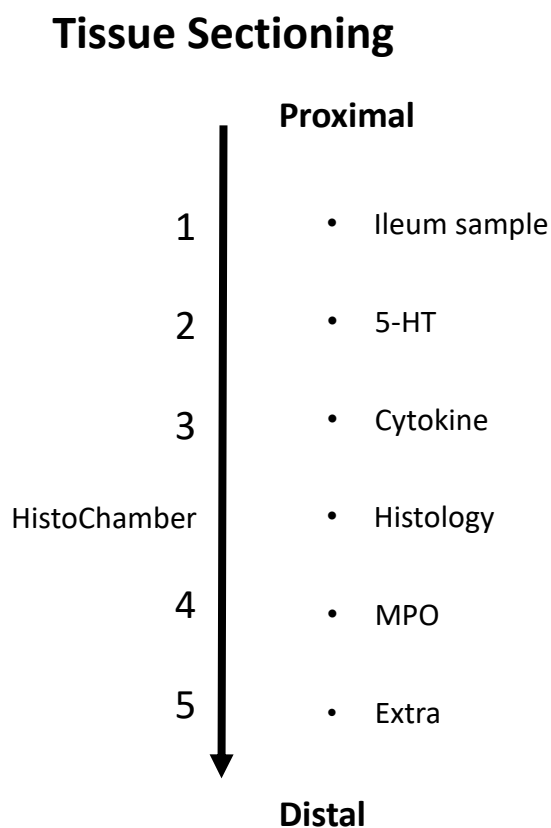 Tissue Sectioning
Proximal
1 • Ileum sample
2 • 5-HT
3 • Cytokine
HistoChamber • Histology
4 • MPO
5 • Extra
Distal